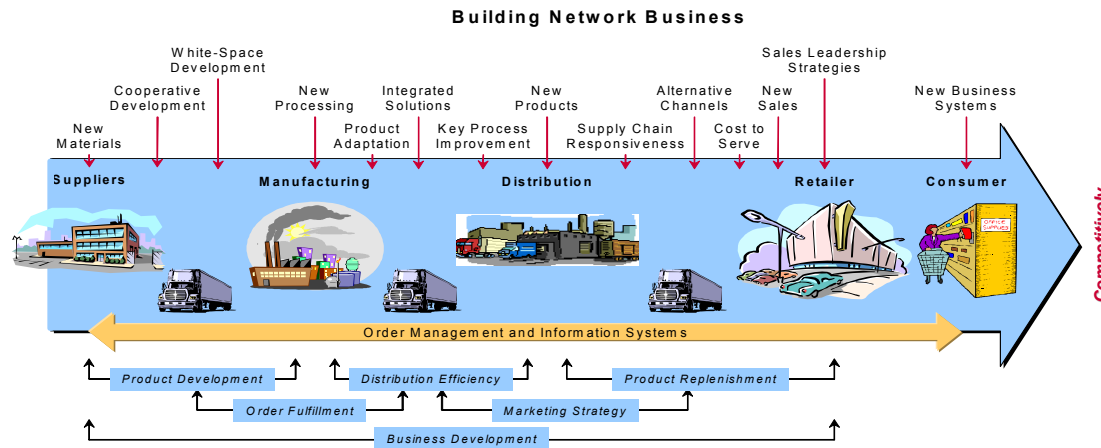 Building Network Business
White-Space
Development
Sales Leadership
Strategies
Cooperative
Development
New
Processing
Integrated
Solutions
New
Products
Alternative
Channels
New
Sales
New Business
Systems
New
Materials
Product
Adaptation
Key Process
Improvement
Supply Chain
Responsiveness
Cost to
Serve
Suppliers
Manufacturing
Distribution
Retailer
Consumer
OFFICE
SUPPLIES
Competitively
Order Management and Information Systems
Product Development
Distribution Efficiency
Product Replenishment
Order Fulfillment
Marketing Strategy
Business Development